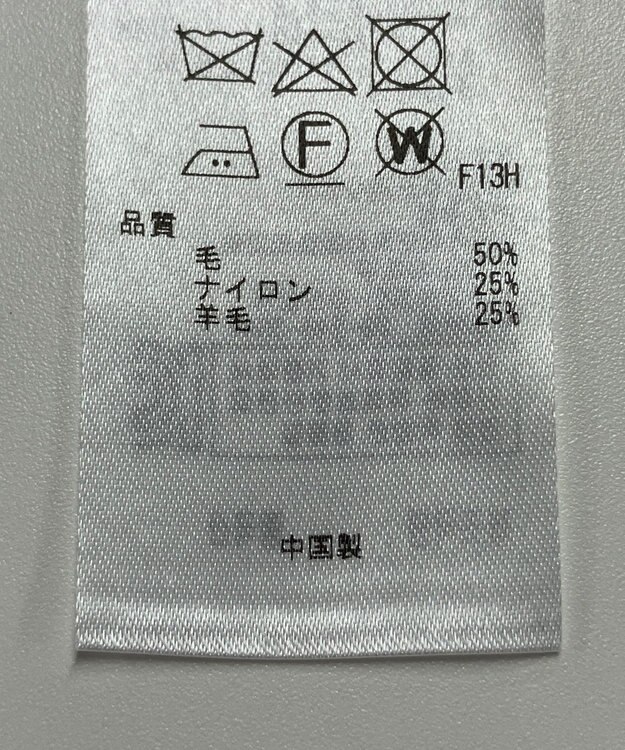 F W F13H
品質
毛 50%
ナイロン 25%
羊毛 25%
中国製